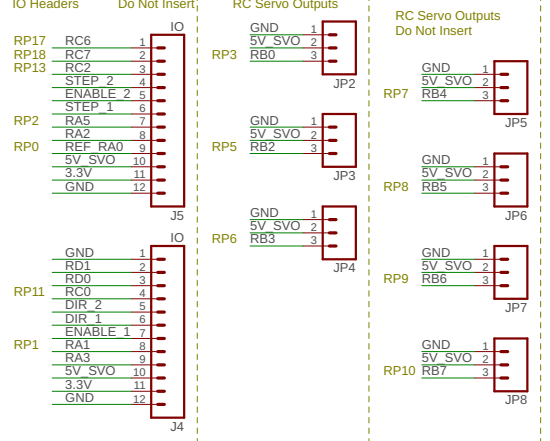 IO Headers
Do Not Insert
RC Servo Outputs
RC Servo Outputs
Do Not Insert
IO
RP17 RC6 1
RP18 RC7 2
RP13 RC2 3
STEP_2 4
ENABLE_2 5
STEP_1 6
RP2 RA5 7
RA2 8
RP0 REF_RA0 9
5V_SVO 10
3.3V 11
GND 12
J5
IO
GND 1
RD1 2
RD0 3
RP11 RC0 4
DIR_2 5
DIR_1 6
ENABLE_1 7
RP1 RA1 8
RA3 9
5V_SVO 10
3.3V 11
GND 12
J4
GND 1
5V_SVO 2
RP3 RB0 3
JP2
GND 1
5V_SVO 2
RP5 RB2 3
JP3
GND 1
5V_SVO 2
RP6 RB3 3
JP4
GND 1
5V_SVO 2
RP7 RB4 3
JP5
GND 1
5V_SVO 2
RP8 RB5 3
JP6
GND 1
5V_SVO 2
RP9 RB6 3
JP7
GND 1
5V_SVO 2
RP10 RB7 3
JP8